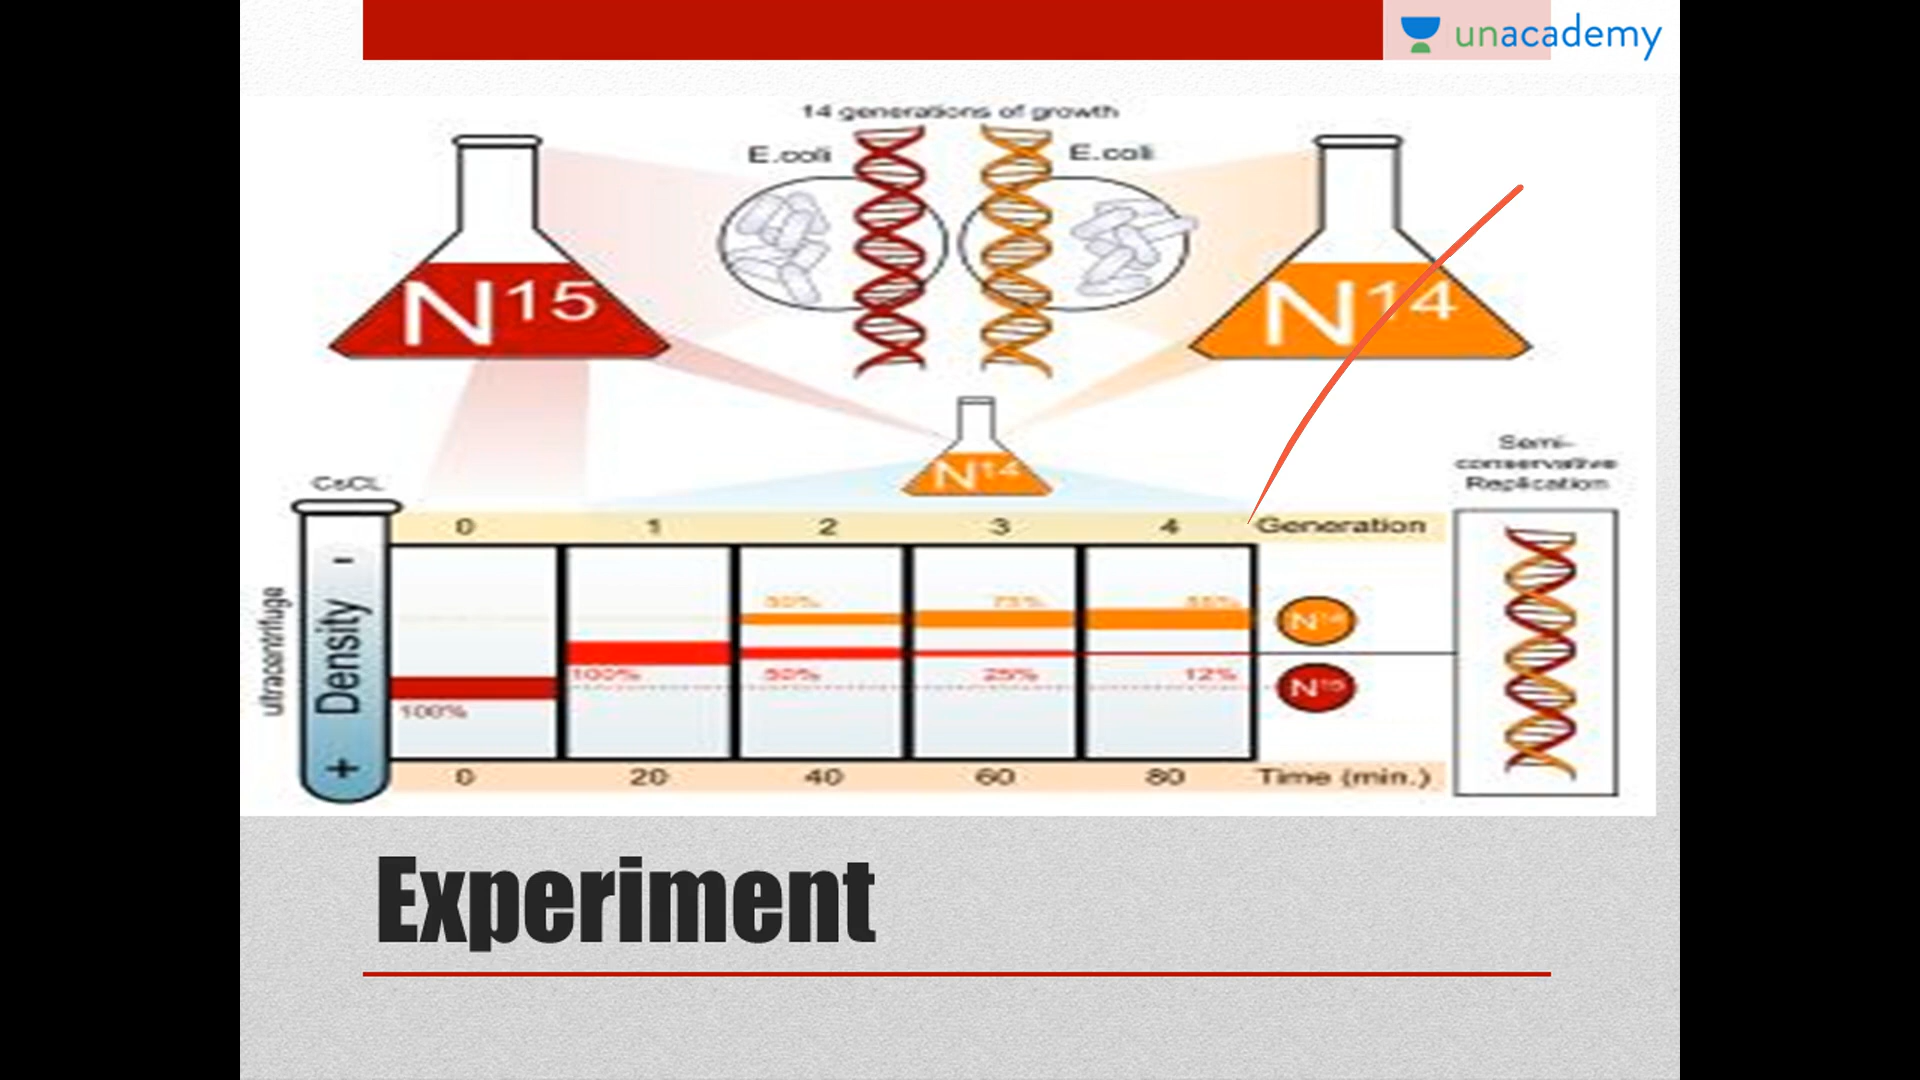 unacademy
14 generations of growth
E.coli
E.coli
N15
N14
N14
CsCL
Semi-
conservative
Replication
0 1 2 3 4 Generation
ultracentrifuge
- Density +
50% 75%
N14
100% 50% 25% 12%
N15
100%
0 20 40 60 80 Time (min.)
Experiment